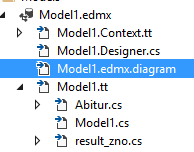 Model1.edmx
Model1.Context.tt
Model1.Designer.cs
Model1.edmx.diagram
Model1.tt
Abitur.cs
Model1.cs
result_zno.cs